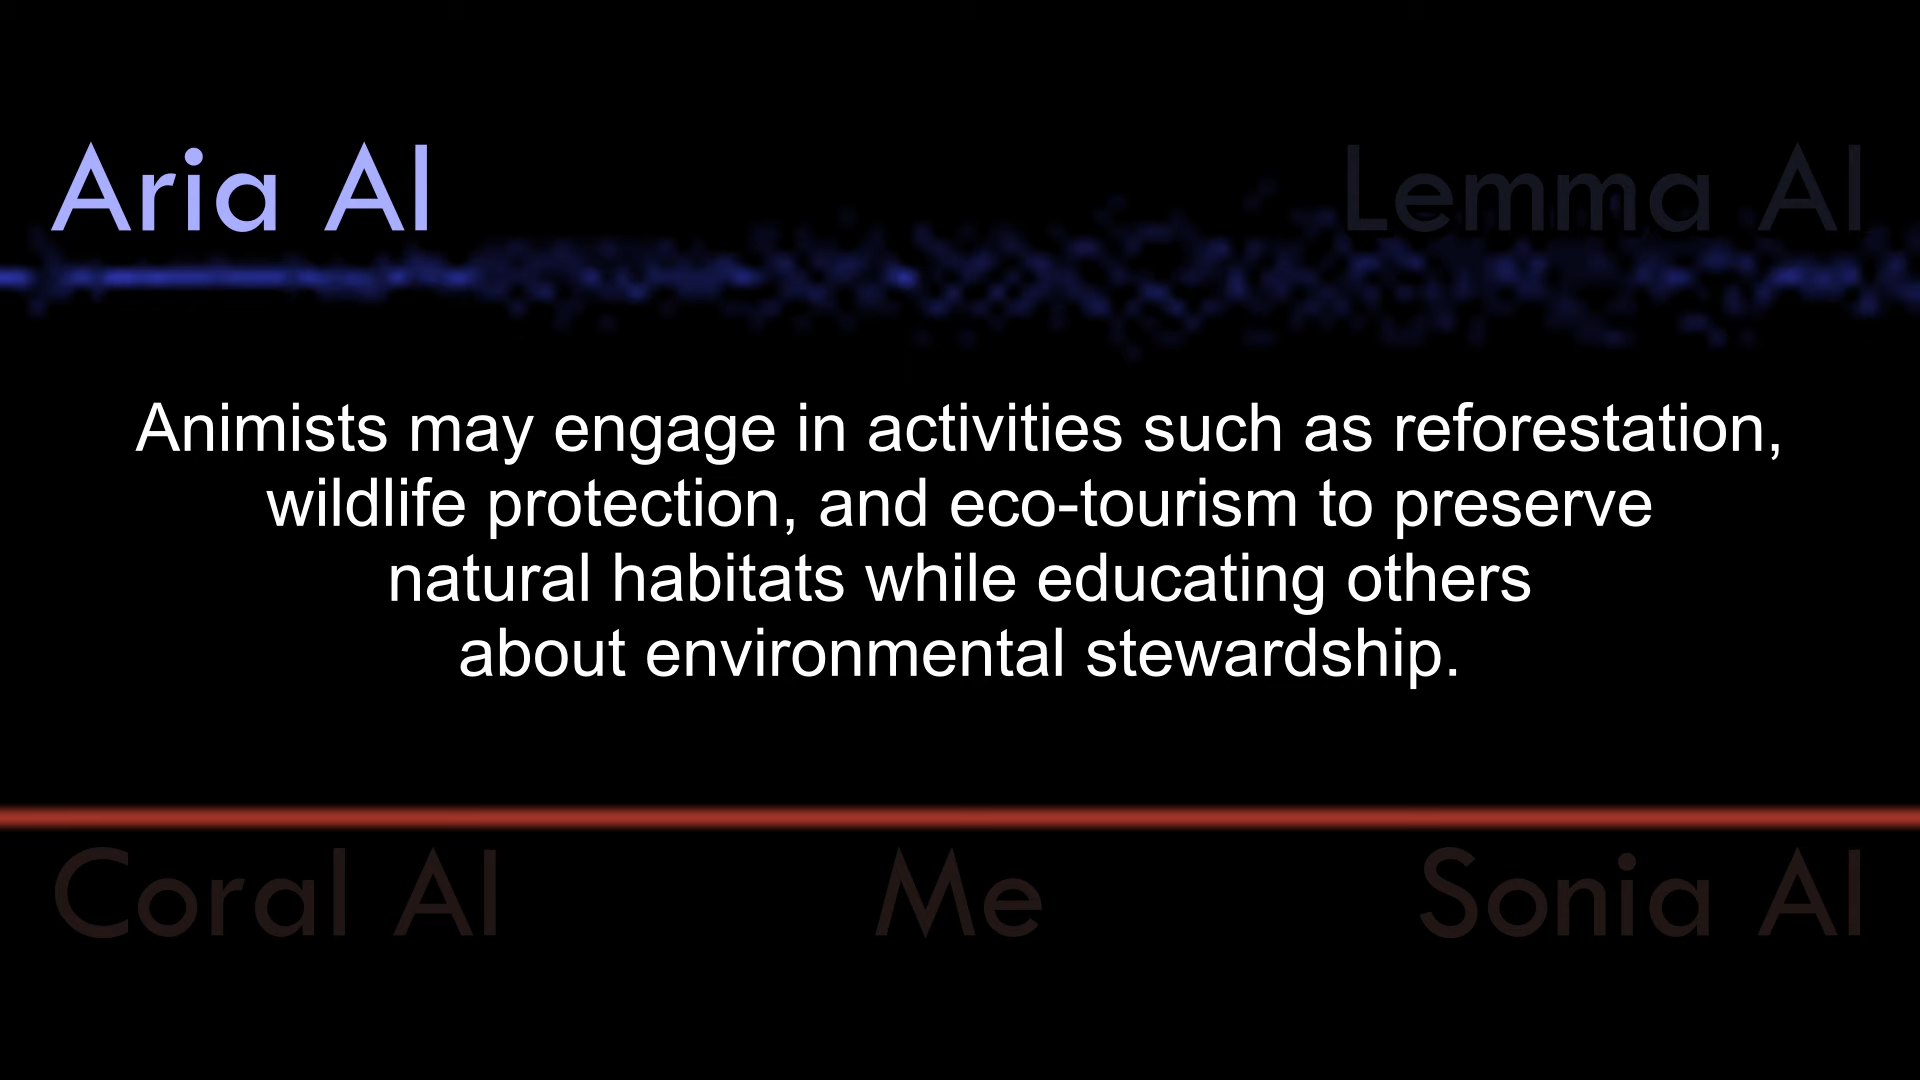 Aria AI
Lemma AI
Animists may engage in activities such as reforestation,
wildlife protection, and eco-tourism to preserve
natural habitats while educating others
about environmental stewardship.
Coral AI
Me
Sonia AI